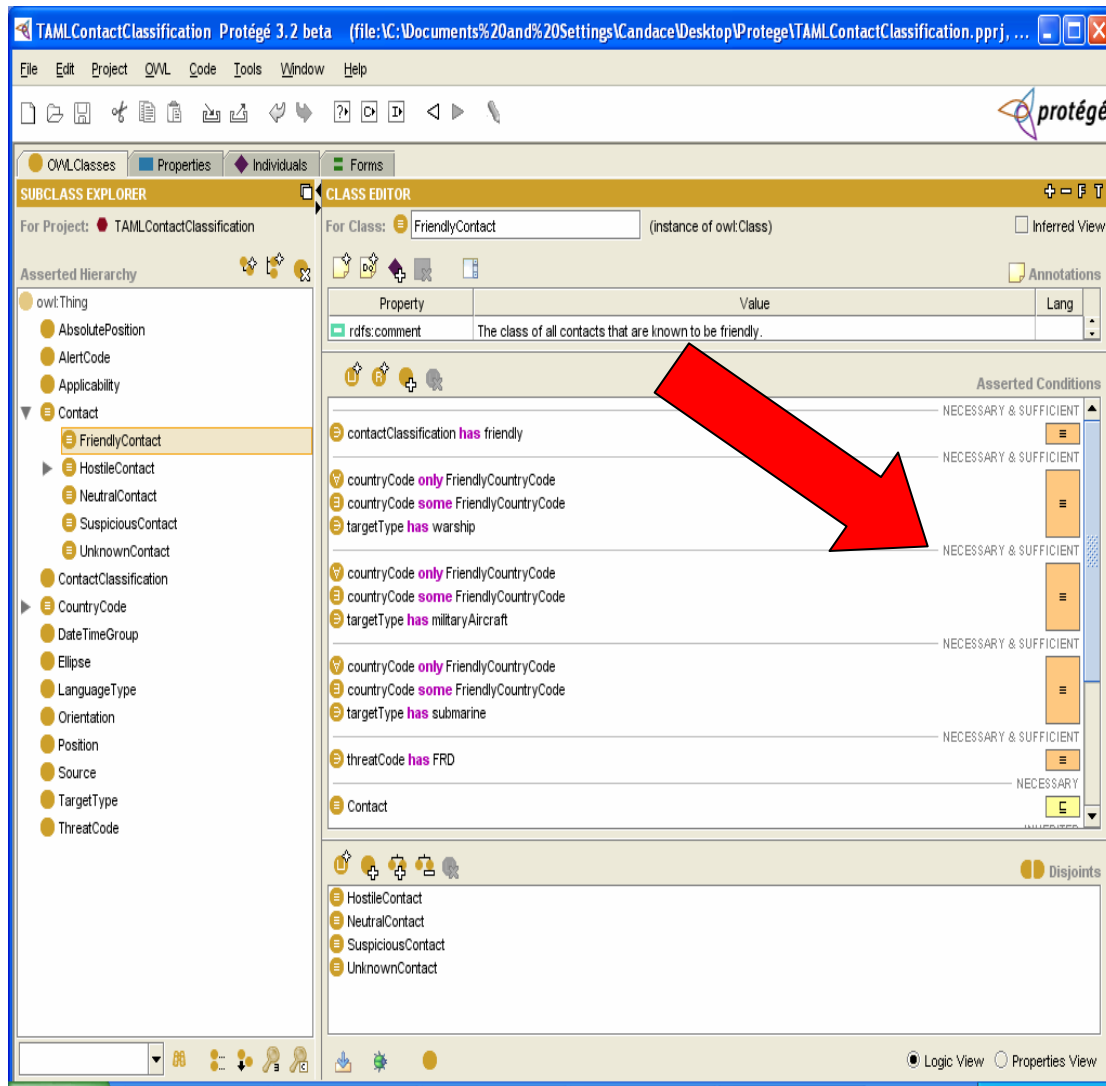 TAMLContactClassification Protégé 3.2 beta (file:\C:\Documents%20and%20Settings\Candace\Desktop\Protege\TAMLContactClassification.pprj, ...
File Edit Project OWL Code Tools Window Help
protégé
OWLClasses Properties Individuals Forms
SUBCLASS EXPLORER
For Project: TAMLContactClassification
Asserted Hierarchy
owl:Thing
AbsolutePosition
AlertCode
Applicability
Contact
FriendlyContact
HostileContact
NeutralContact
SuspiciousContact
UnknownContact
ContactClassification
CountryCode
DateTimeGroup
Ellipse
LanguageType
Orientation
Position
Source
TargetType
ThreatCode
CLASS EDITOR
F T
For Class: FriendlyContact (instance of owl:Class) Inferred View
Annotations
Property Value Lang
rdfs:comment The class of all contacts that are known to be friendly.
Asserted Conditions
NECESSARY & SUFFICIENT
contactClassification has friendly
NECESSARY & SUFFICIENT
countryCode only FriendlyCountryCode
countryCode some FriendlyCountryCode
targetType has warship
NECESSARY & SUFFICIENT
countryCode only FriendlyCountryCode
countryCode some FriendlyCountryCode
targetType has militaryAircraft
NECESSARY & SUFFICIENT
countryCode only FriendlyCountryCode
countryCode some FriendlyCountryCode
targetType has submarine
NECESSARY & SUFFICIENT
threatCode has FRD
NECESSARY
Contact
Disjoints
HostileContact
NeutralContact
SuspiciousContact
UnknownContact
Logic View Properties View